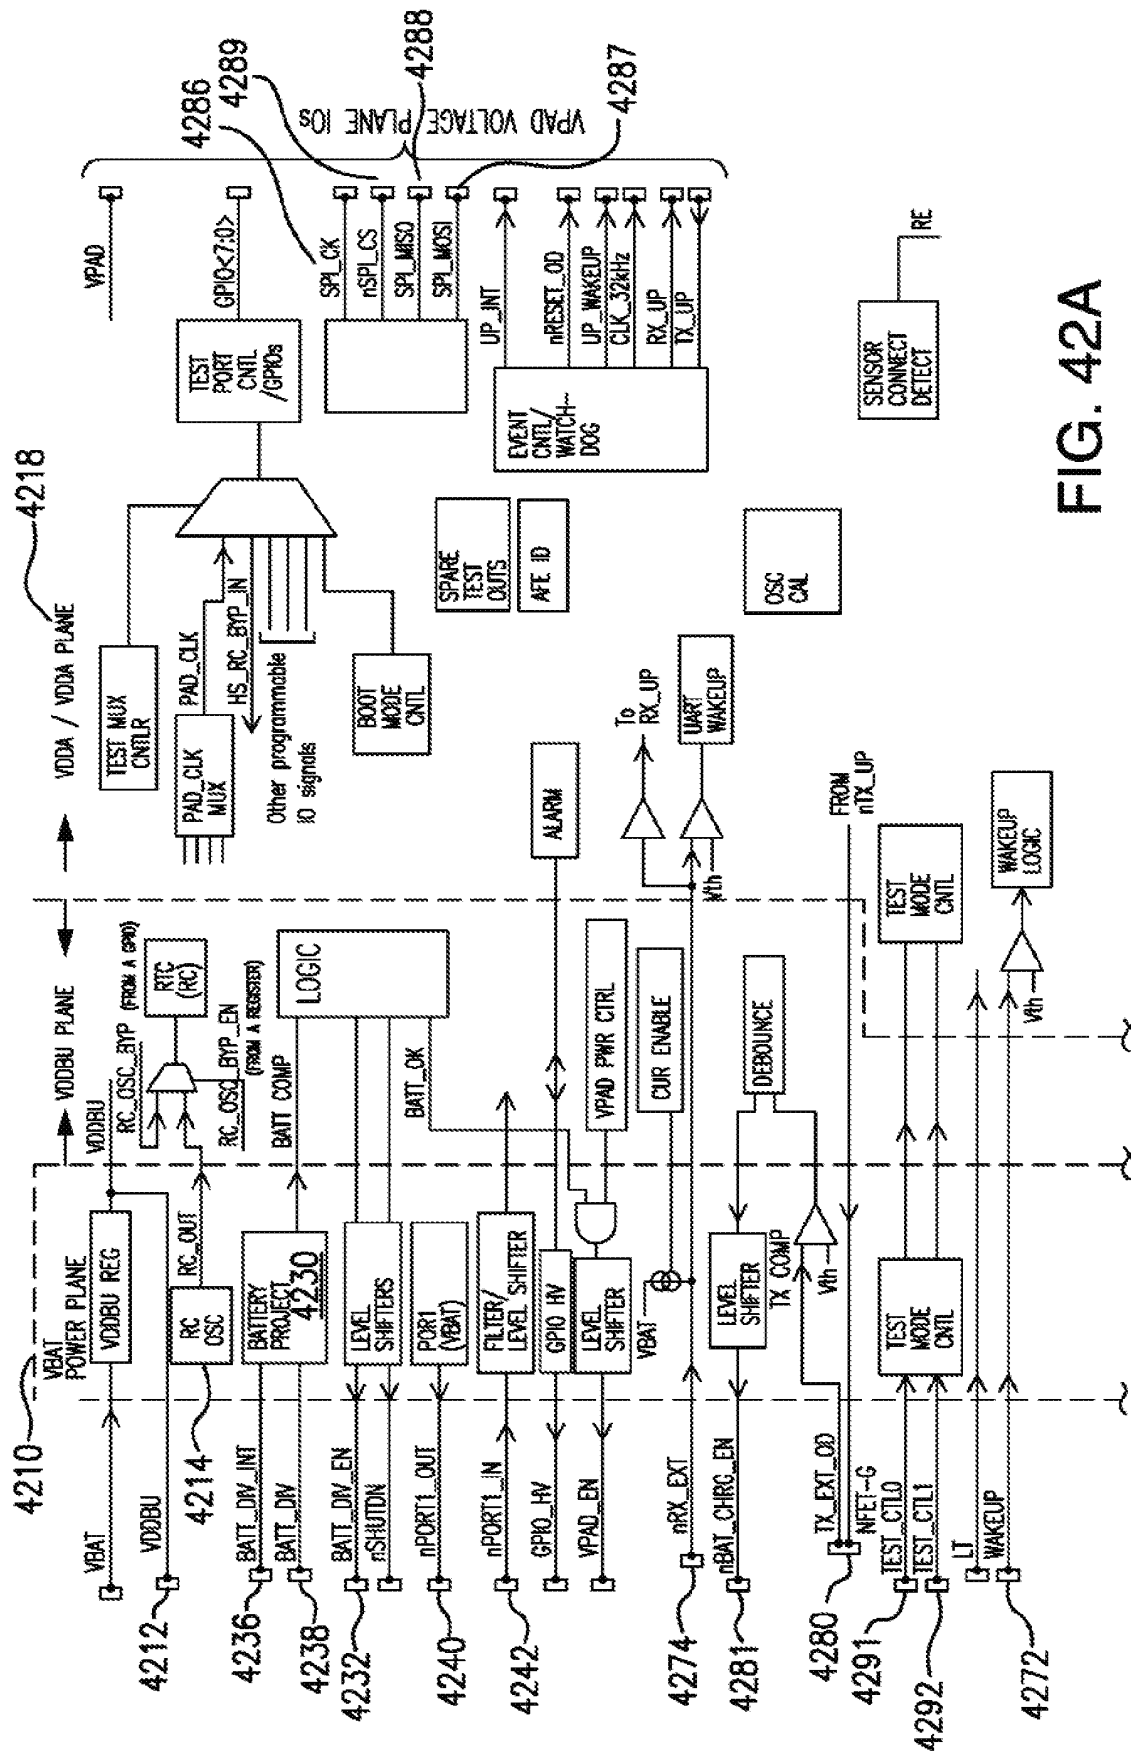 4210
VBAT
POWER PLANE
VDDBU PLANE
VDDA / VDDA PLANE
4218
VBAT
VDDBU REG
VDDBU
VDDBU
4212
RC
OSC
4214
RC_OUT
RC_OSC_BYP (FROM A GPIO)
RTC
(RC)
RC_OSC_BYP_EN
(FROM A REGISTER)
TEST MUX
CNTLR
PAD_CLK
MUX
PAD_CLK
HS_RC_BYP_IN
Other programmable
IO signals
BOOT
MODE
CNTL
TEST
PORT
CNTL
/GPIOs
VPAD
GPIO<7:0>
4236
BATT_DIV_INT
4238
BATT_DIV
BATTERY
PROJECT
4230
BATT COMP
LOGIC
4232
BATT_DIV_EN
nSHUTDN
LEVEL
SHIFTERS
BATT_OK
4240
nPORT1_OUT
POR1
(VBAT)
4242
nPORT1_IN
FILTER/
LEVEL SHIFTER
GPIO_HV
GPIO HV
ALARM
VPAD_EN
LEVEL
SHIFTER
VPAD PWR CTRL
SPI_CK
nSPI_CS
SPI_MISO
SPI_MOSI
4286
4289
4288
4287
VPAD VOLTAGE PLANE IOs
SPARE
TEST
OUTS
AFE ID
EVENT
CNTL/
WATCH-
DOG
UP_INT
nRESET_OD
UP_WAKEUP
CLK_32kHz
RX_UP
TX_UP
VBAT
CUR ENABLE
4274
nRX_EXT
To
RX_UP
Vth
UART
WAKEUP
4281
nBAT_CHRG_EN
LEVEL
SHIFTER
DEBOUNCE
TX_COMP
Vth
4280
TX_EXT_OD
NFET-G
FROM
nTX_UP
OSC
CAL
4291
TEST_CTL0
4292
TEST_CTL1
TEST
MODE
CNTL
TEST
MODE
CNTL
SENSOR
CONNECT
DETECT
RE
LT
4272
WAKEUP
Vth
WAKEUP
LOGIC
FIG. 42A